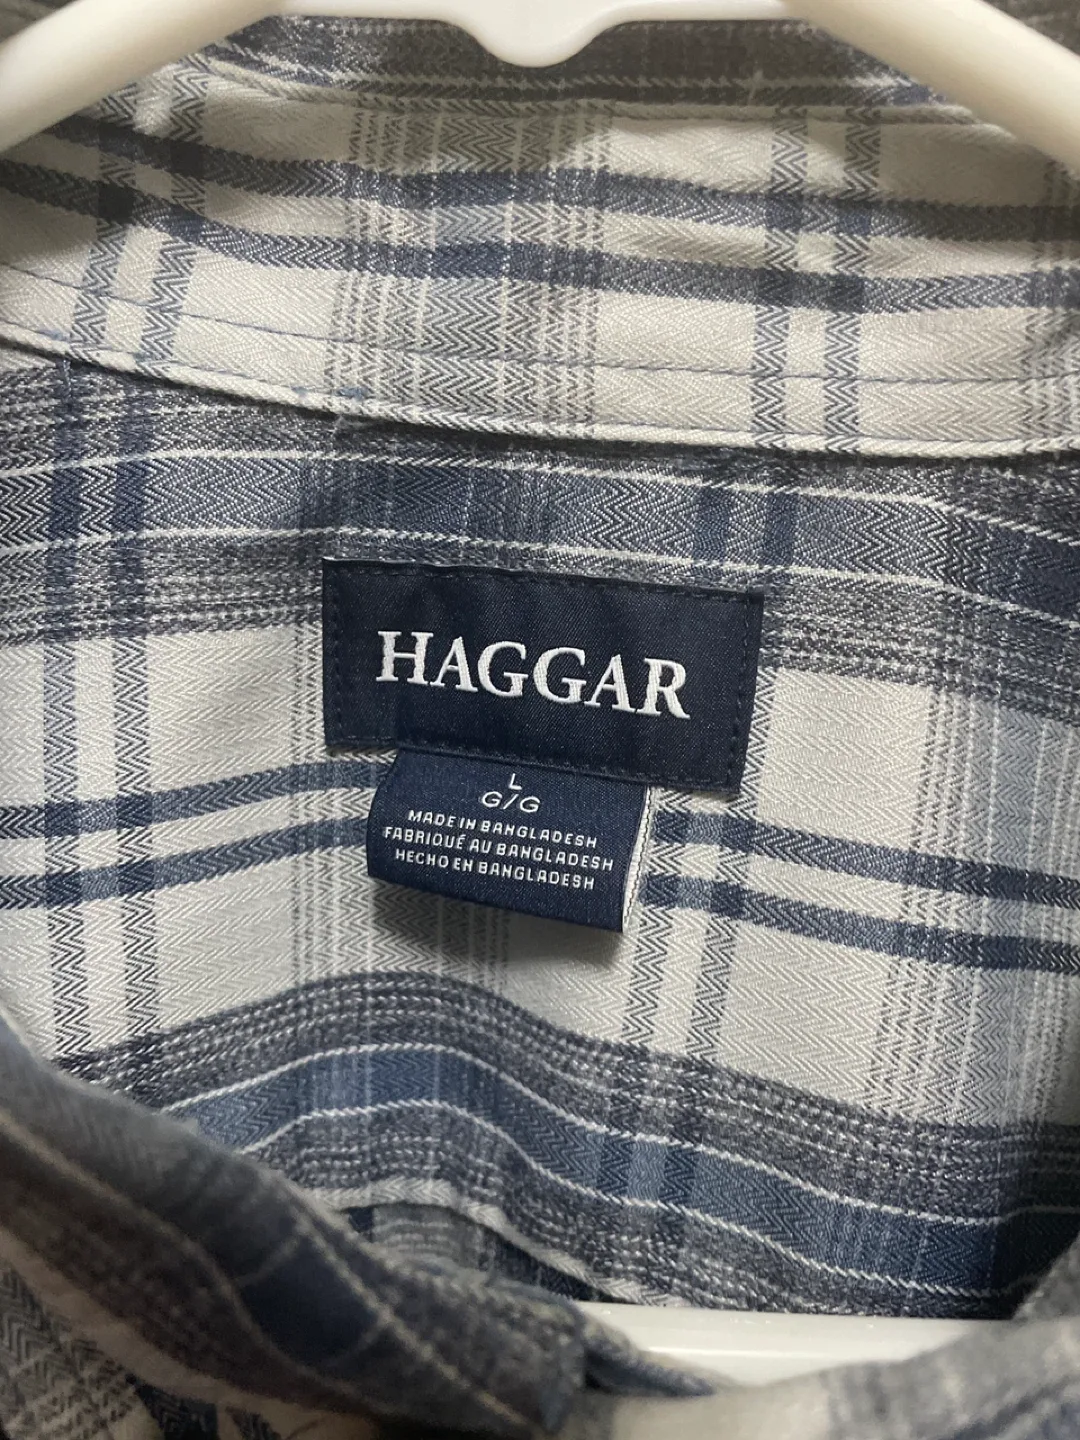 HAGGAR
L
G/G
MADE IN BANGLADESH
FABRIQUÉ AU BANGLADESH
HECHO EN BANGLADESH